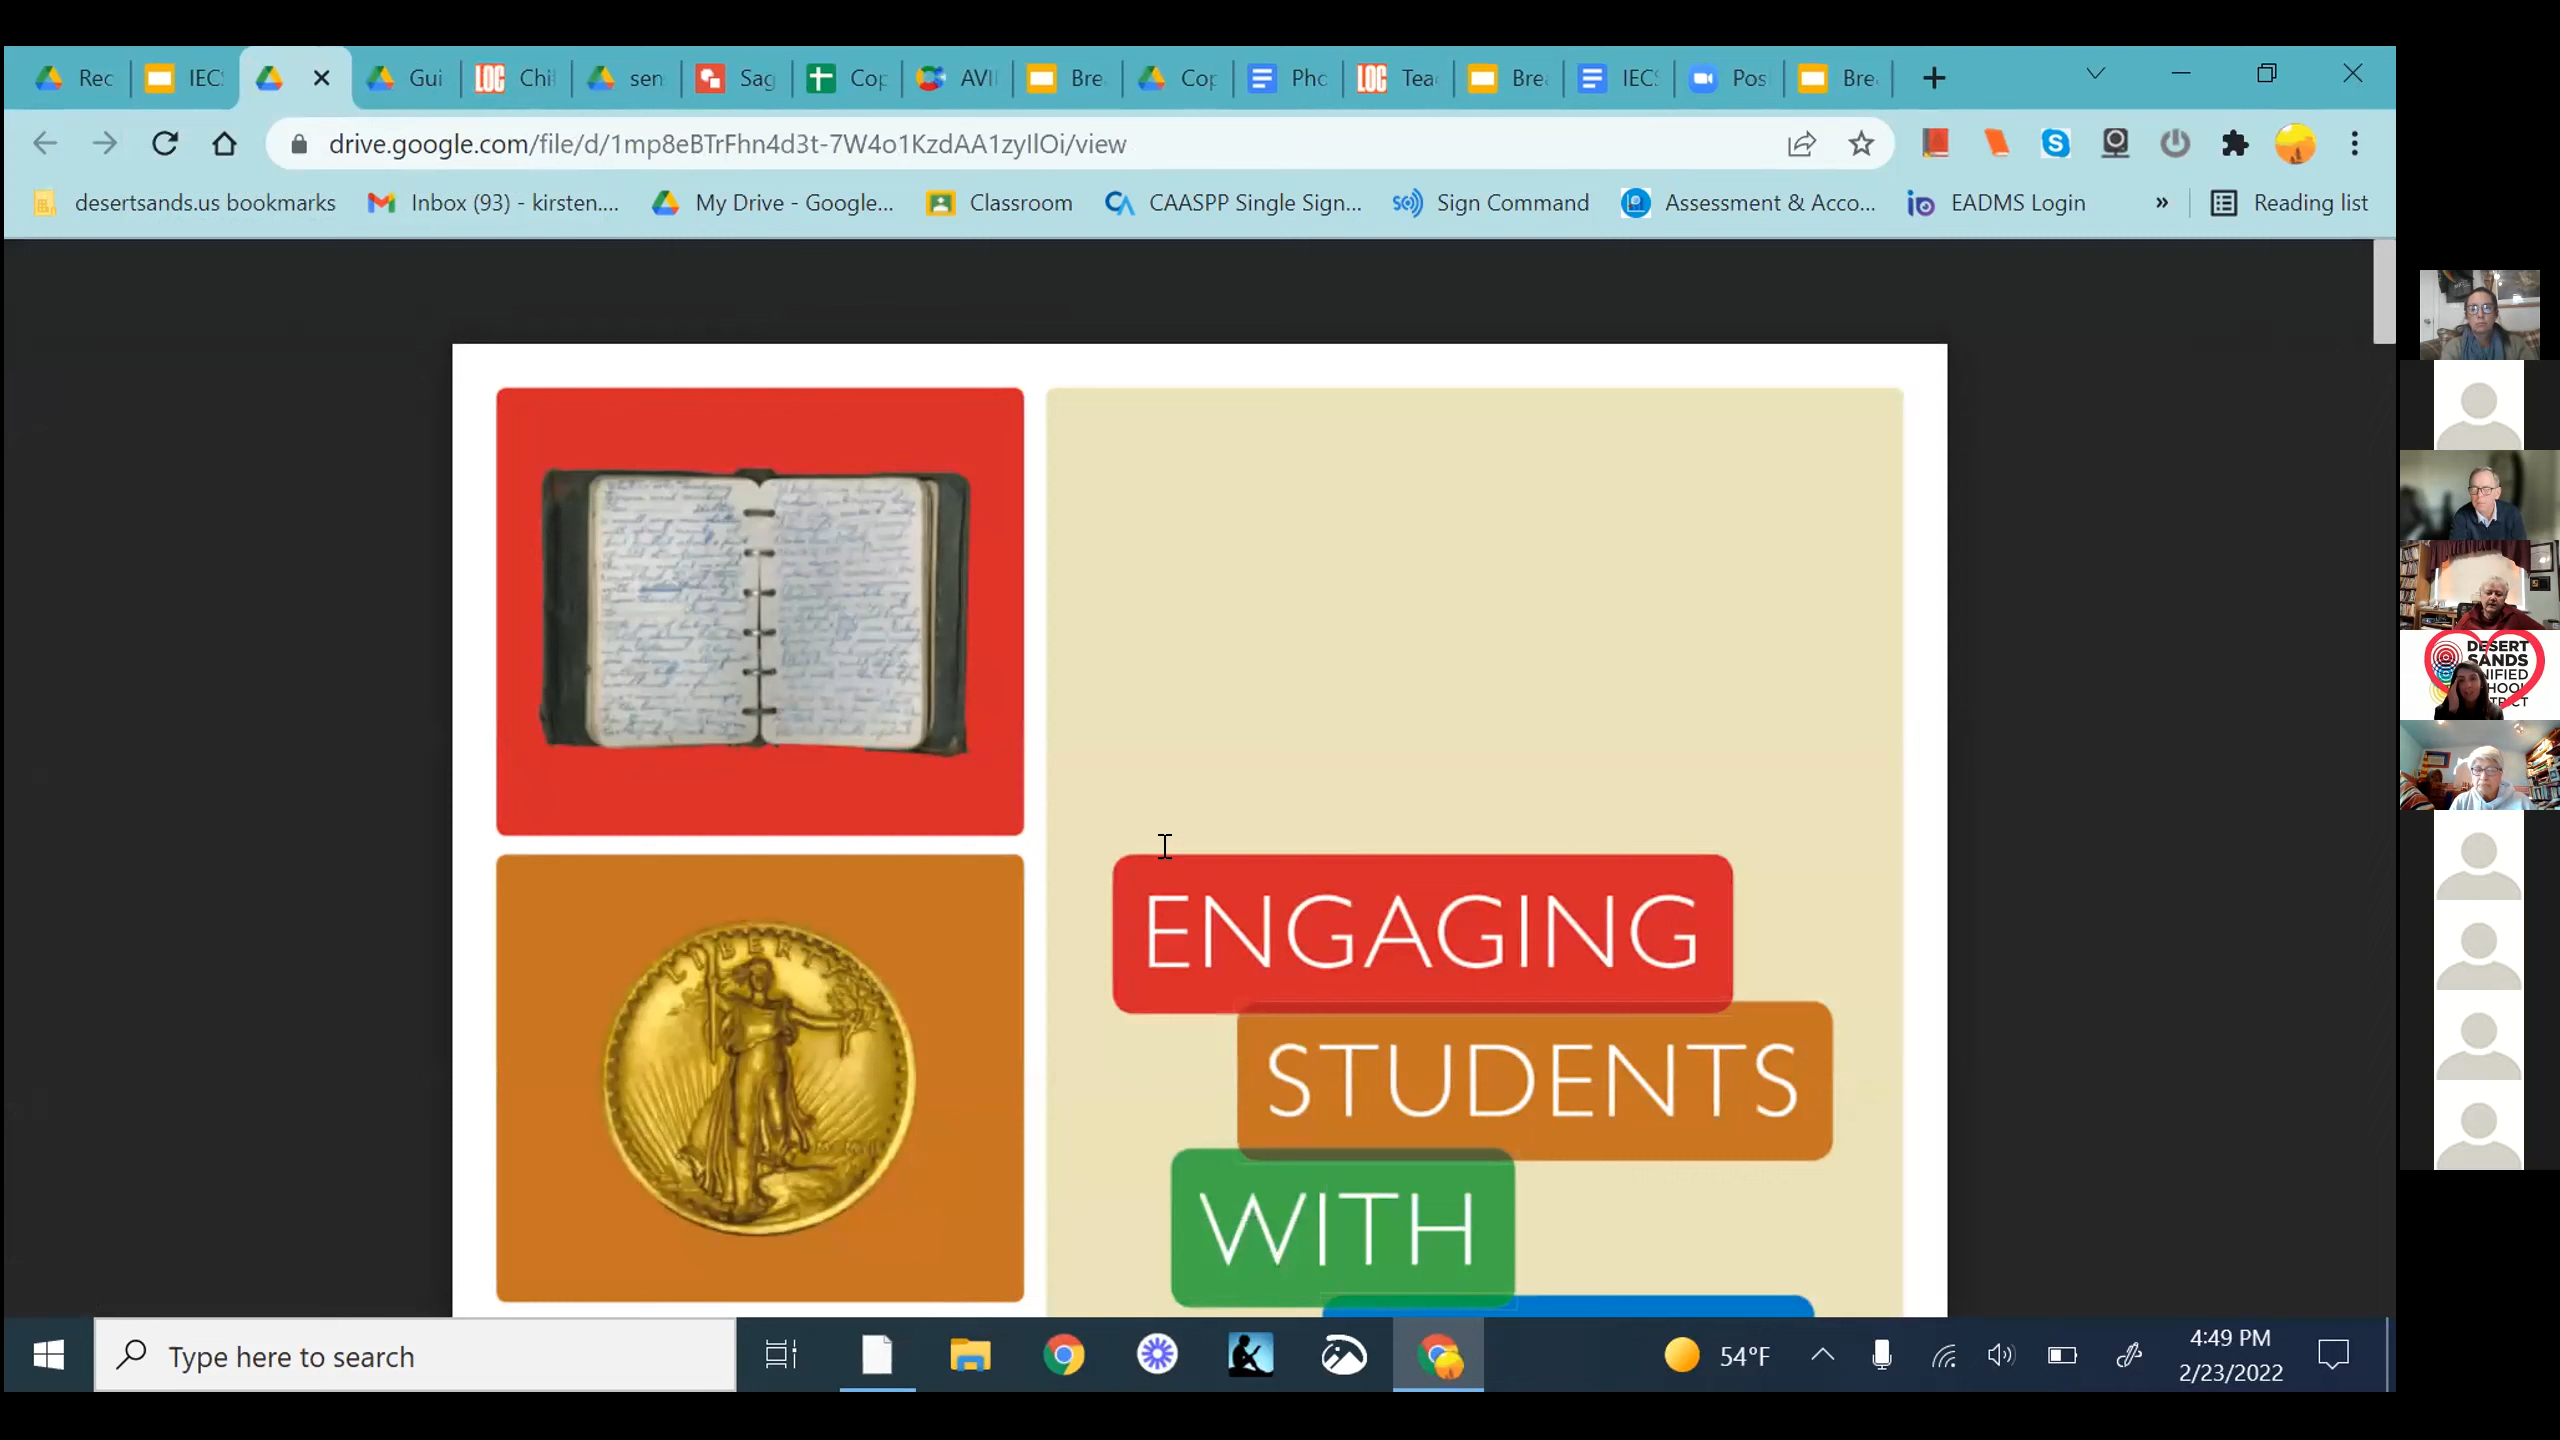 Rec
IEC
Gui
LOC
Chi
sen
Sag
Cop
AVI
Bre
Cop
Pho
LOC
Tea
Bre
IECS
Pos
Bre
drive.google.com/file/d/1mp8eBTrFhn4d3t-7W4o1KzdAA1zyIlOi/view
desertsands.us bookmarks
Inbox (93) - kirsten....
My Drive - Google...
Classroom
CAASPP Single Sign...
Sign Command
Assessment & Acco...
EADMS Login
»
Reading list
LIBERTY
ENGAGING
STUDENTS
WITH
DESERT
SANDS
Type here to search
54°F
4:49 PM
2/23/2022